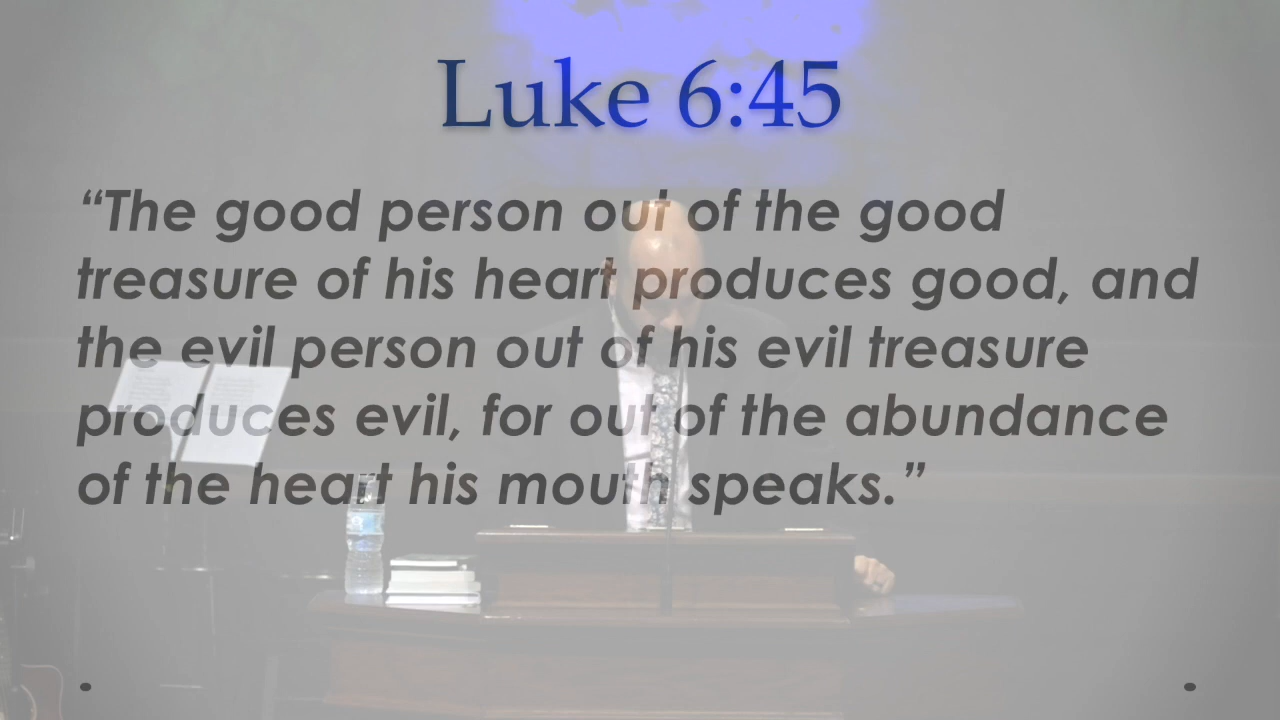 Luke 6:45
“The good person out of the good
treasure of his heart produces good, and
the evil person out of his evil treasure
produces evil, for out of the abundance
of the heart his mouth speaks.”